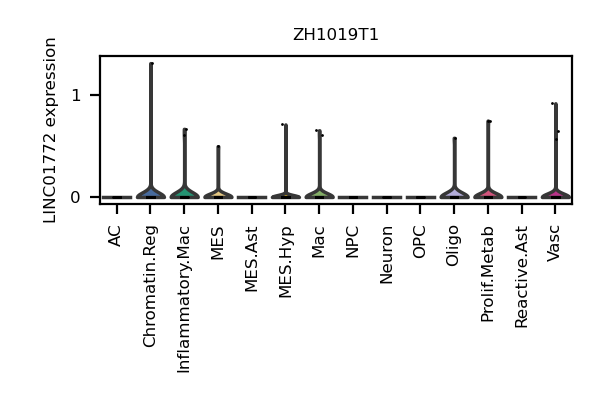 ZH1019T1
LINC01772 expression
1
0
AC
Chromatin.Reg
Inflammatory.Mac
MES
MES.Ast
MES.Hyp
Mac
NPC
Neuron
OPC
Oligo
Prolif.Metab
Reactive.Ast
Vasc